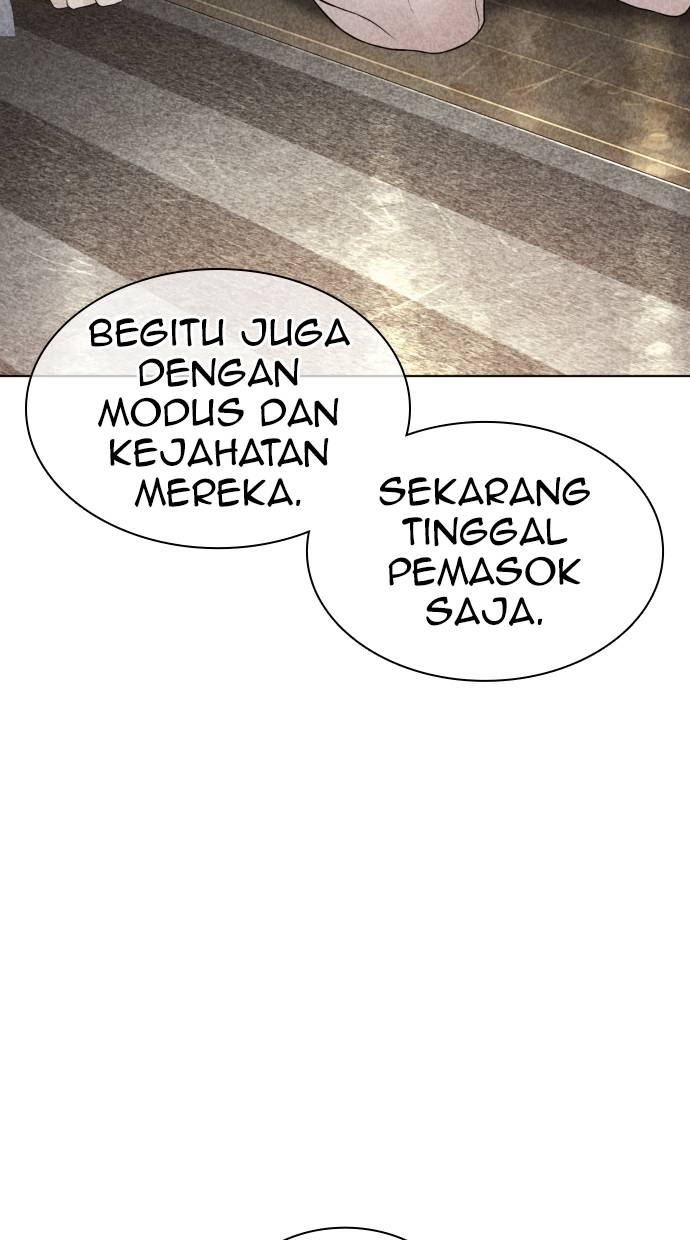 BEGITU JUGA
DENGAN
MODUS DAN
KEJAHATAN
MEREKA.
SEKARANG
TINGGAL
PEMASOK
SAJA.